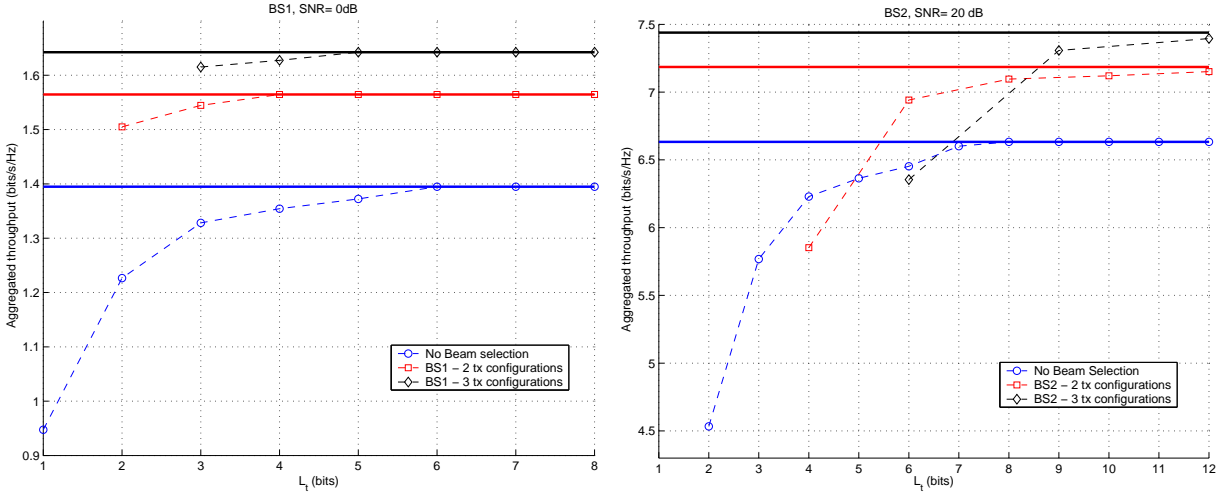 BS1, SNR= 0dB
Aggregated throughput (bits/s/Hz)
1.6
1.5
1.4
1.3
1.2
1.1
1
0.9
1 2 3 4 5 6 7 8
L_t (bits)
No Beam selection
BS1 − 2 tx configurations
BS1 − 3 tx configurations
BS2, SNR= 20 dB
Aggregated throughput (bits/s/Hz)
7.5
7
6.5
6
5.5
5
4.5
1 2 3 4 5 6 7 8 9 10 11 12
L_t (bits)
No Beam Selection
BS2 − 2 tx configurations
BS2 − 3 tx configurations